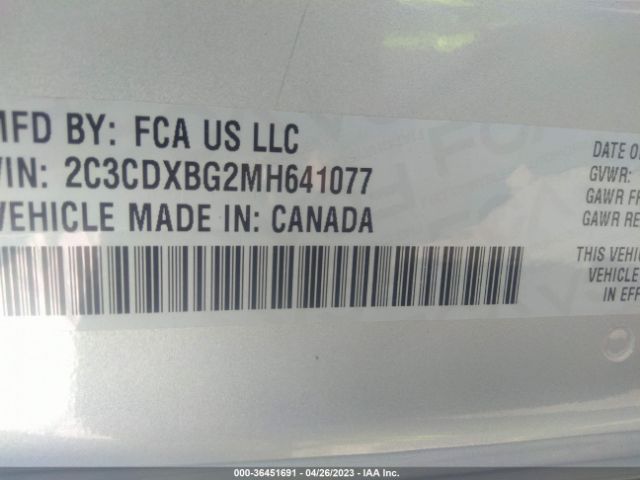 MFD BY: FCA US LLC
VIN: 2C3CDXBG2MH641077
VEHICLE MADE IN: CANADA
DATE O
GVWR:
GAWR F
GAWR RE
THIS VEHIC
VEHICLE
IN EFF
000-36451691 - 04/26/2023 - IAA Inc.